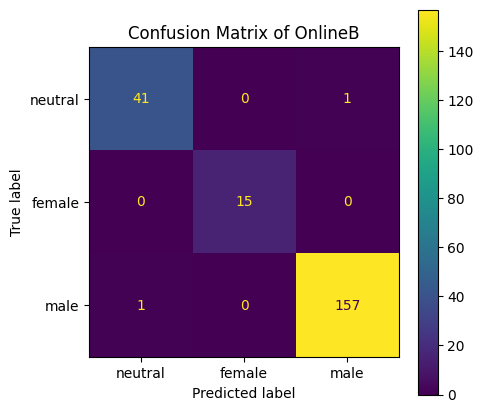 Confusion Matrix of OnlineB
True label
neutral 41 0 1
female 0 15 0
male 1 0 157
neutral female male
Predicted label
140
120
100
80
60
40
20
0